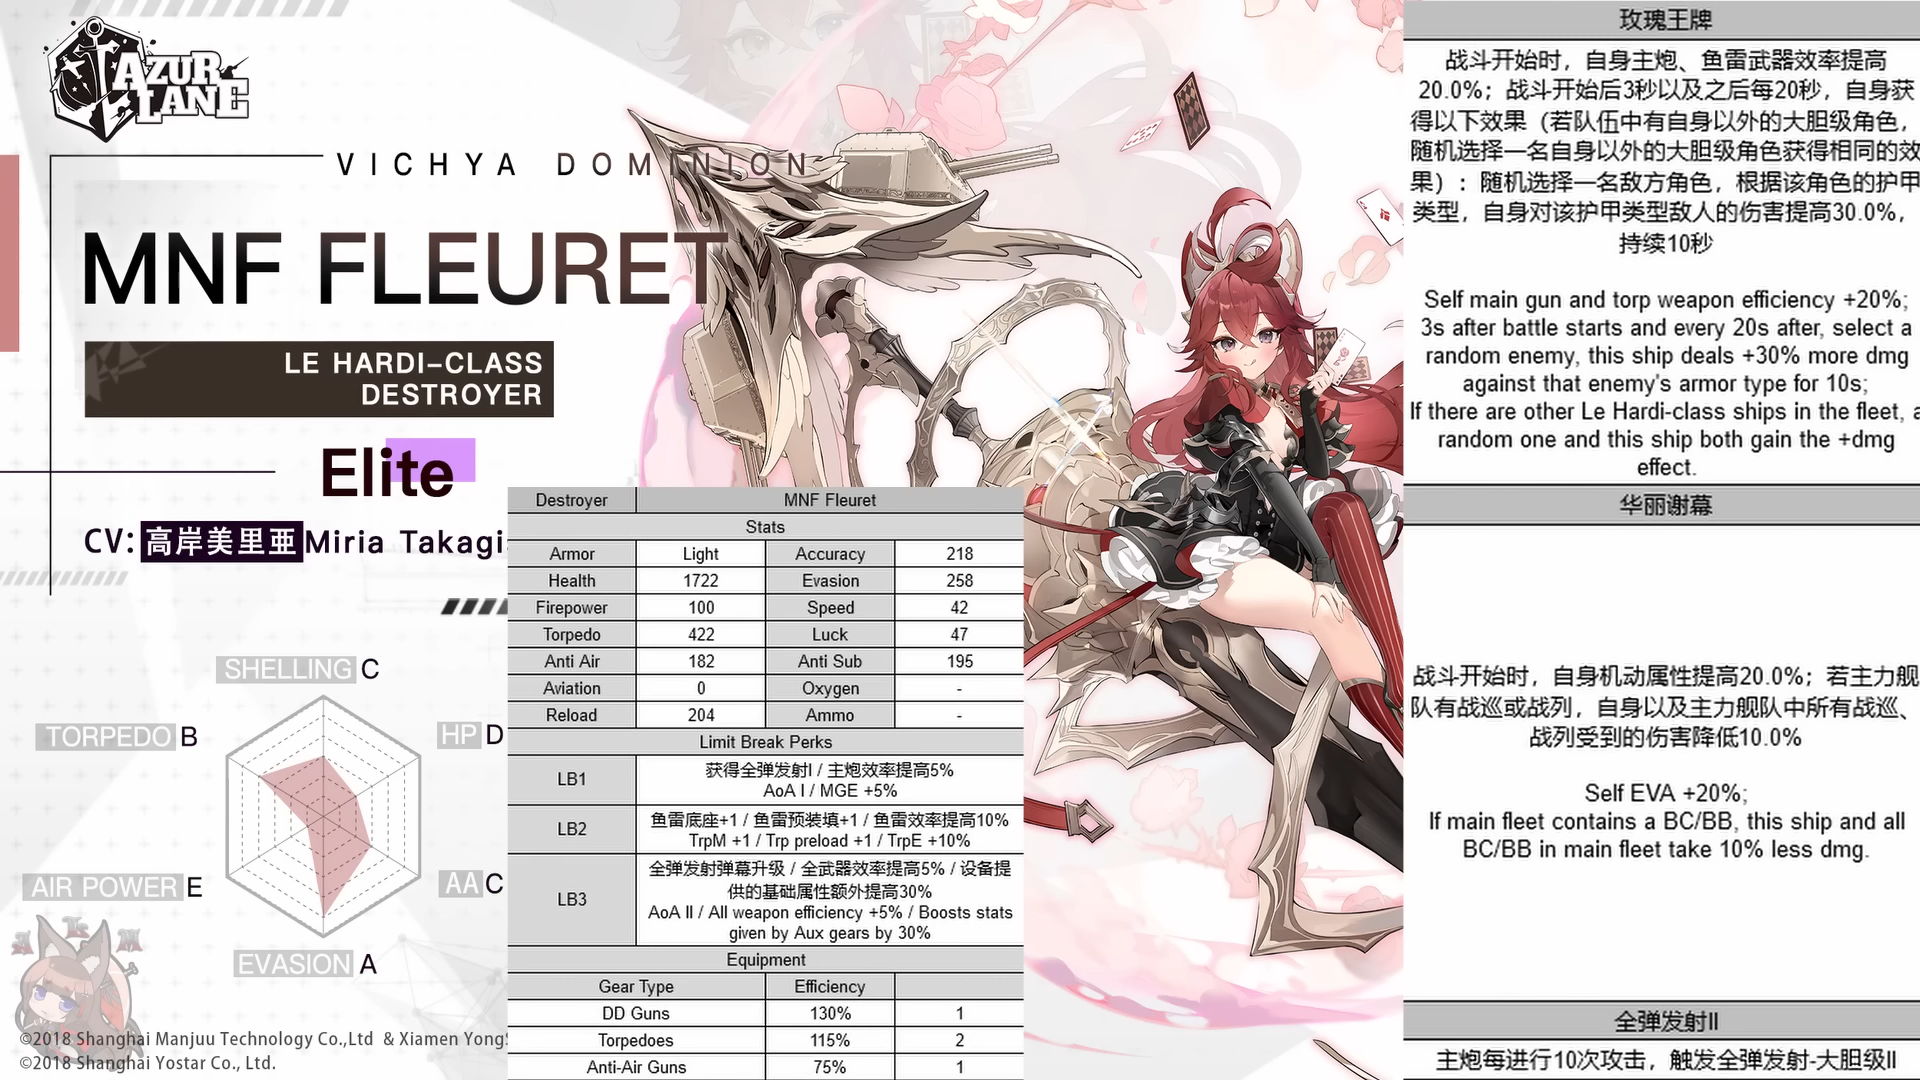 AZUR
LANE
VICHYA DOMINION
MNF FLEURET
LE HARDI-CLASS
DESTROYER
Elite
CV:高岸美里亜Miria Takagi
SHELLING C
TORPEDO B
HP D
AIR POWER E
AA C
EVASION A
©2018 Shanghai Manjuu Technology Co.,Ltd & Xiamen Yong
©2018 Shanghai Yostar Co., Ltd.
Destroyer MNF Fleuret
Stats
Armor Light Accuracy 218
Health 1722 Evasion 258
Firepower 100 Speed 42
Torpedo 422 Luck 47
Anti Air 182 Anti Sub 195
Aviation 0 Oxygen -
Reload 204 Ammo -
Limit Break Perks
LB1
获得全弹发射I / 主炮效率提高5%
AoA I / MGE +5%
LB2
鱼雷底座+1 / 鱼雷预装填+1 / 鱼雷效率提高10%
TrpM +1 / Trp preload +1 / TrpE +10%
LB3
全弹发射弹幕升级 / 全武器效率提高5% / 设备提
供的基础属性额外提高30%
AoA II / All weapon efficiency +5% / Boosts stats
given by Aux gears by 30%
Equipment
Gear Type Efficiency
DD Guns 130% 1
Torpedoes 115% 2
Anti-Air Guns 75% 1
玫瑰王牌
战斗开始时，自身主炮、鱼雷武器效率提高
20.0%；战斗开始后3秒以及之后每20秒，自身获
得以下效果（若队伍中有自身以外的大胆级角色，
随机选择一名自身以外的大胆级角色获得相同的效
果）：随机选择一名敌方角色，根据该角色的护甲
类型，自身对该护甲类型敌人的伤害提高30.0%，
持续10秒
Self main gun and torp weapon efficiency +20%;
3s after battle starts and every 20s after, select a
random enemy, this ship deals +30% more dmg
against that enemy's armor type for 10s;
If there are other Le Hardi-class ships in the fleet, a
random one and this ship both gain the +dmg
effect.
华丽谢幕
战斗开始时，自身机动属性提高20.0%；若主力舰
队有战巡或战列，自身以及主力舰队中所有战巡、
战列受到的伤害降低10.0%
Self EVA +20%;
If main fleet contains a BC/BB, this ship and all
BC/BB in main fleet take 10% less dmg.
全弹发射II
主炮每进行10次攻击，触发全弹发射-大胆级II